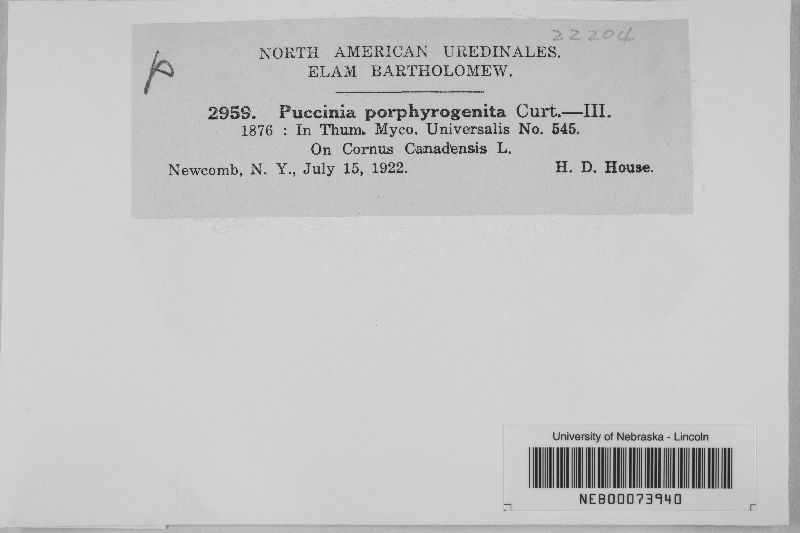 22204
p
NORTH AMERICAN UREDINALES.
ELAM BARTHOLOMEW.
2959. Puccinia porphyrogenita Curt.—III.
1876 : In Thum. Myco. Universalis No. 545.
On Cornus Canadensis L.
Newcomb, N. Y., July 15, 1922. H. D. House.
University of Nebraska - Lincoln
NEB00073940